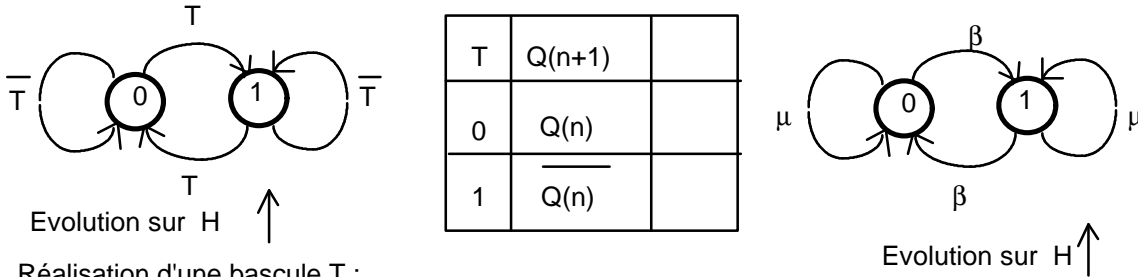 T
T̅
0
1
T̅
T
Evolution sur H ↑
Réalisation d'une bascule T :
T Q(n+1)
0 Q(n)
1 Q̅(̅n̅)̅
β
μ
0
1
μ
β
Evolution sur H ↑